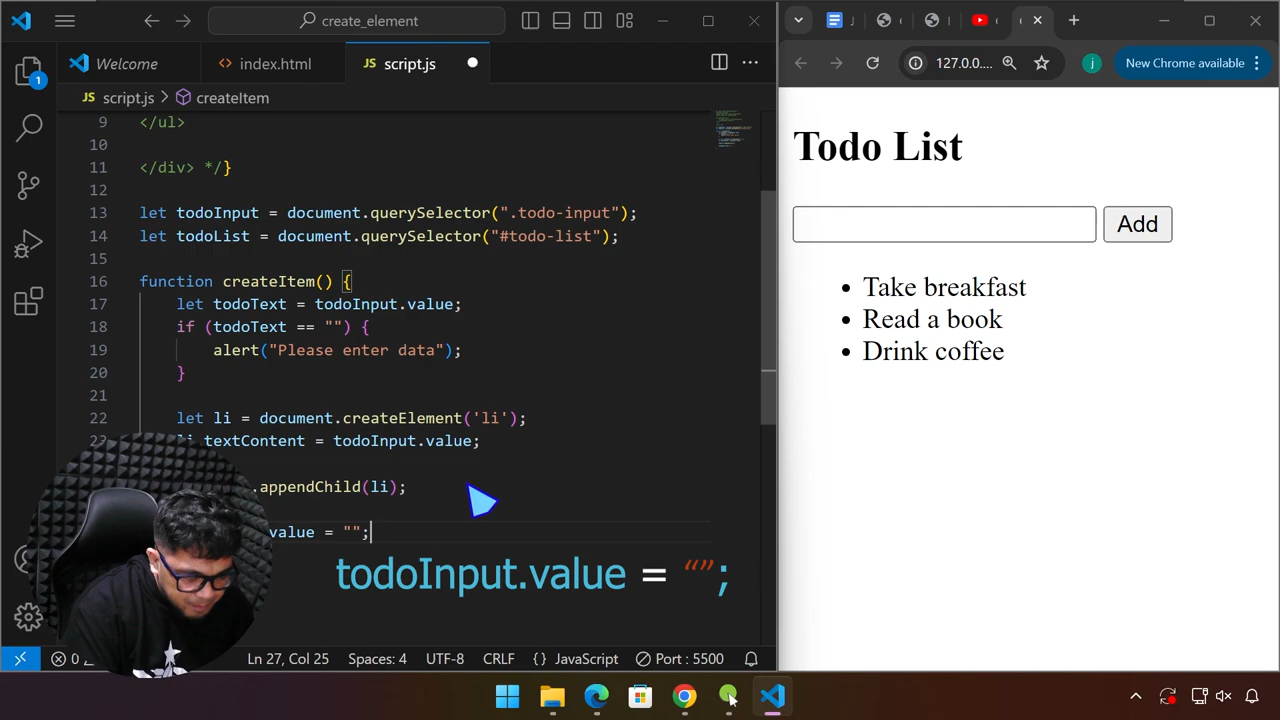 create_element
Welcome
index.html
JS script.js
JS script.js > createItem
9 </ul>
10
11 </div> */}
12
13 let todoInput = document.querySelector(".todo-input");
14 let todoList = document.querySelector("#todo-list");
15
16 function createItem() {
17 let todoText = todoInput.value;
18 if (todoText == "") {
19 alert("Please enter data");
20 }
21
22 let li = document.createElement('li');
textContent = todoInput.value;
.appendChild(li);
value = "";
todoInput.value = “”;
0
Ln 27, Col 25
Spaces: 4
UTF-8
CRLF
{} JavaScript
Port : 5500
1
127.0.0....
j
New Chrome available
Todo List
Add
• Take breakfast
• Read a book
• Drink coffee